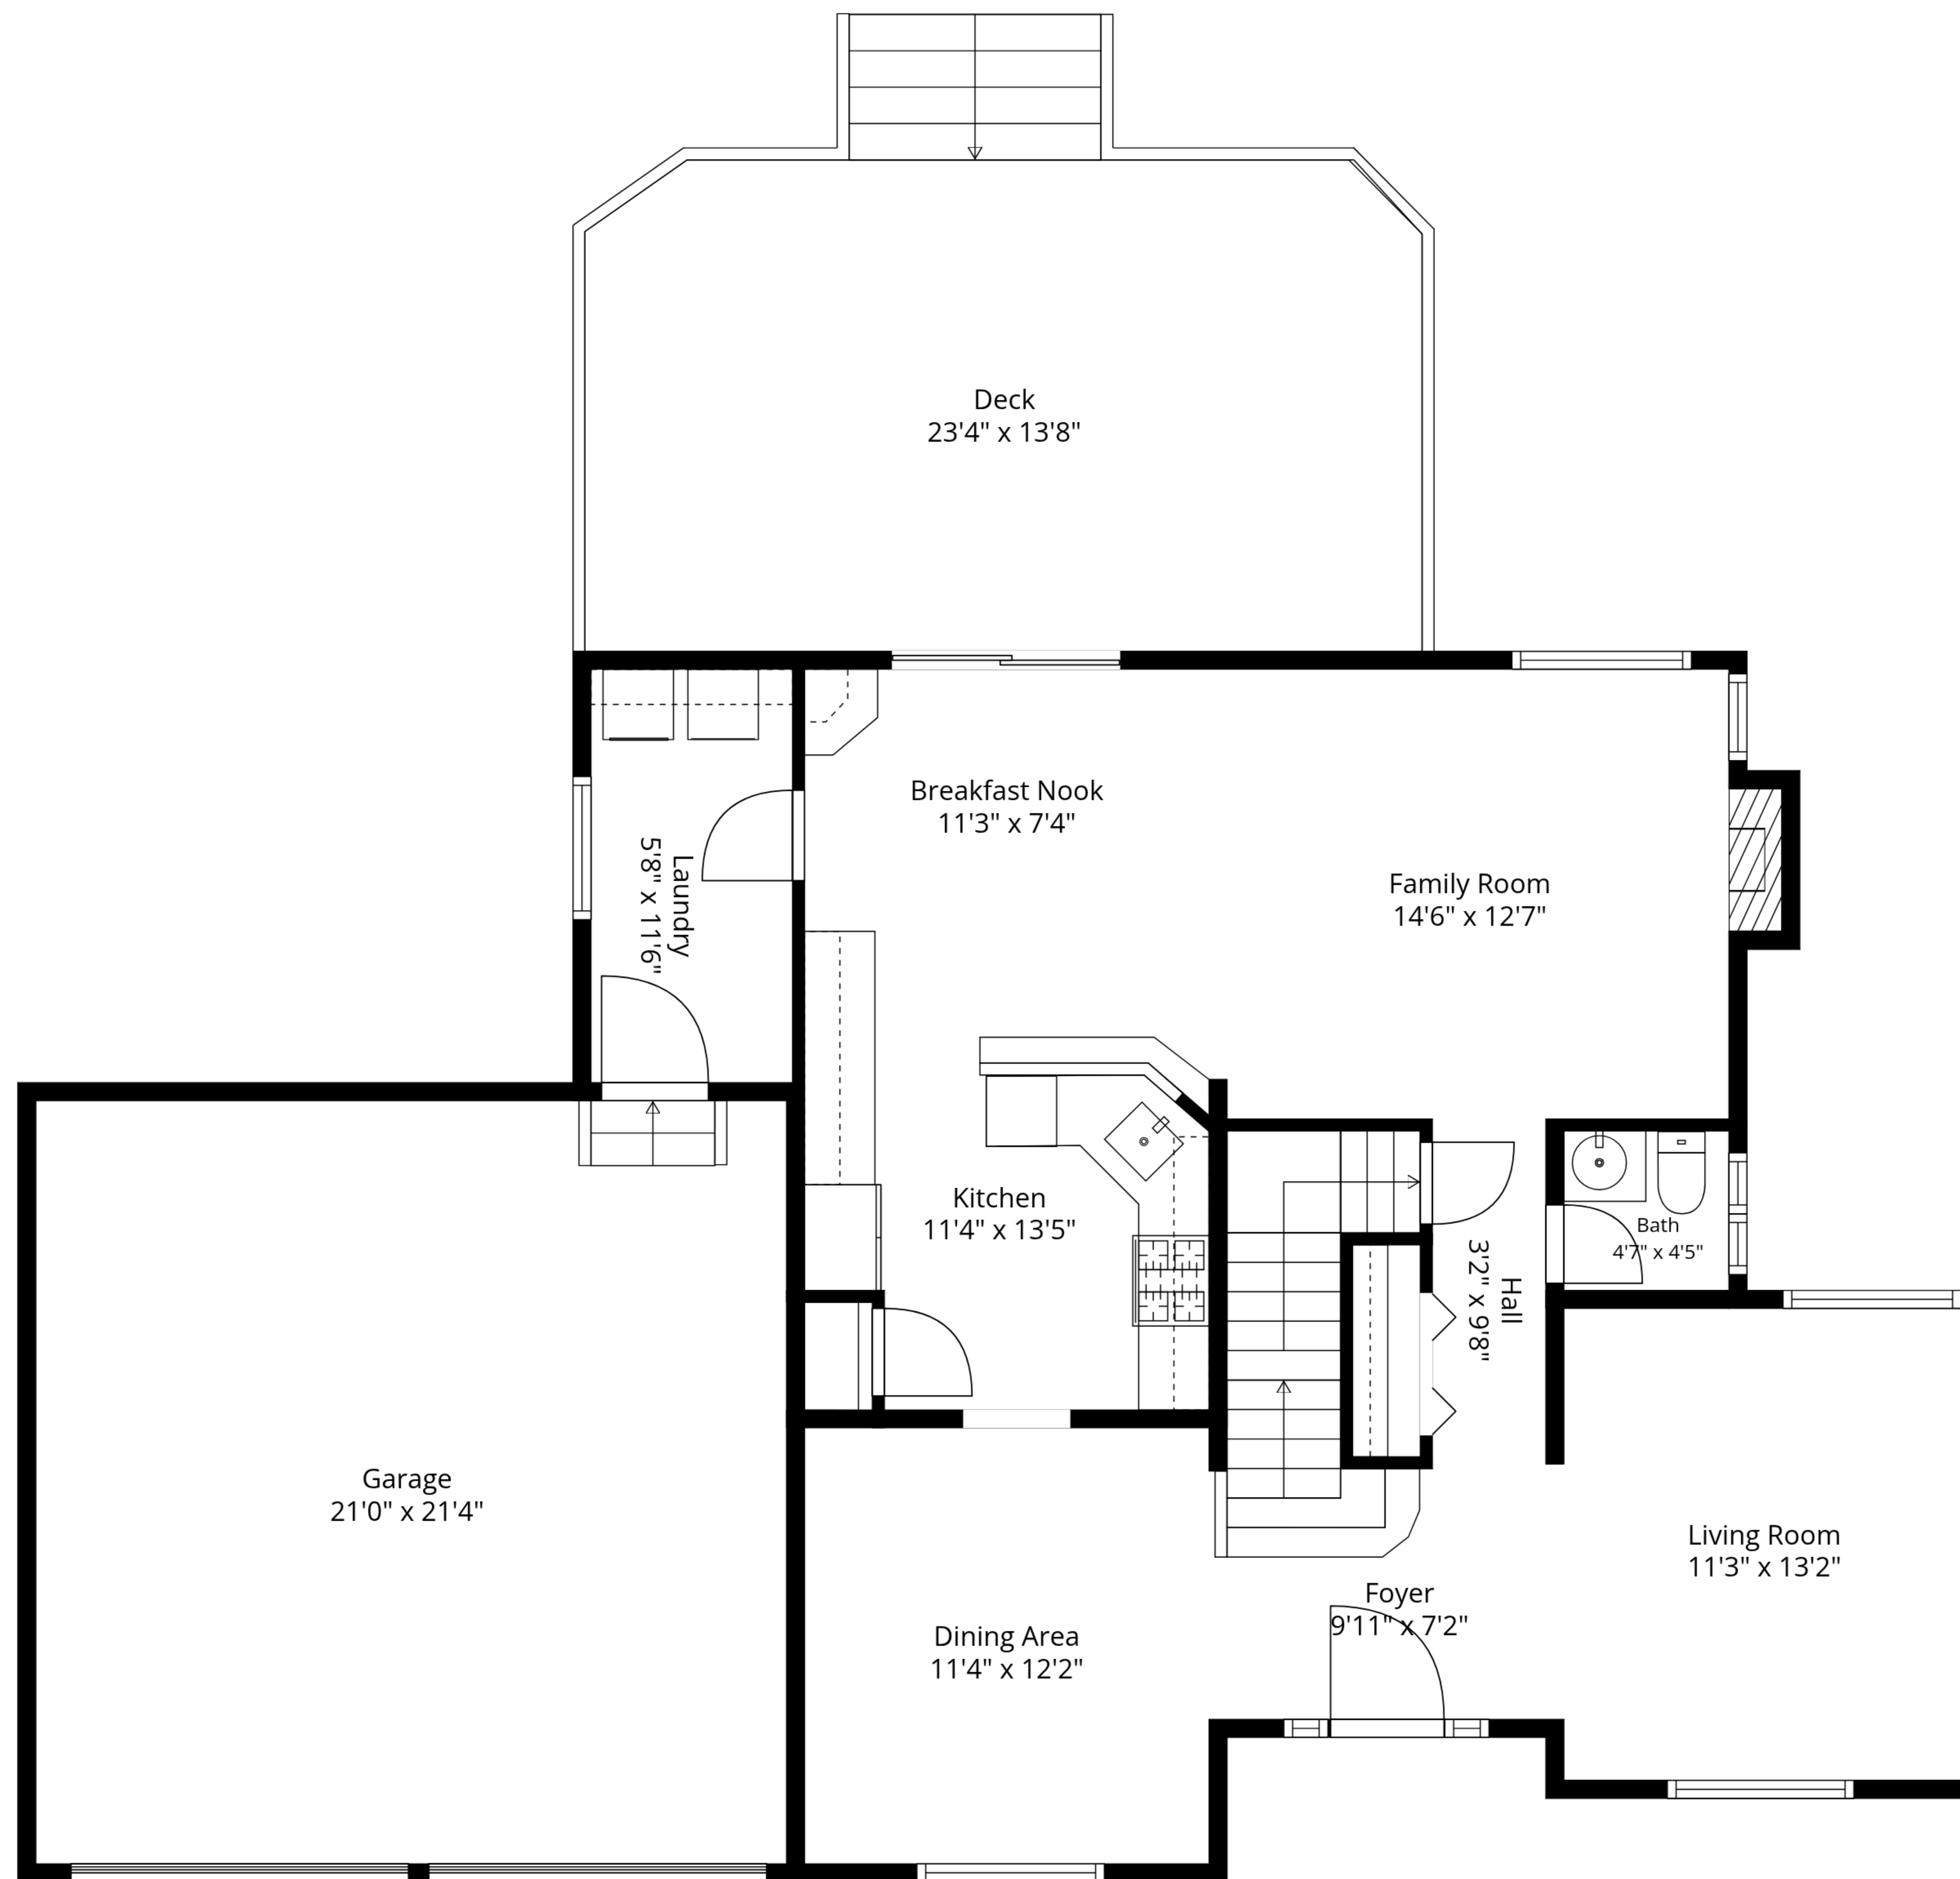 Deck
23'4" x 13'8"
Breakfast Nook
11'3" x 7'4"
Laundry
5'8" x 11'6"
Family Room
14'6" x 12'7"
Kitchen
11'4" x 13'5"
Bath
4'7" x 4'5"
Hall
3'2" x 9'8"
Garage
21'0" x 21'4"
Living Room
11'3" x 13'2"
Foyer
9'11" x 7'2"
Dining Area
11'4" x 12'2"